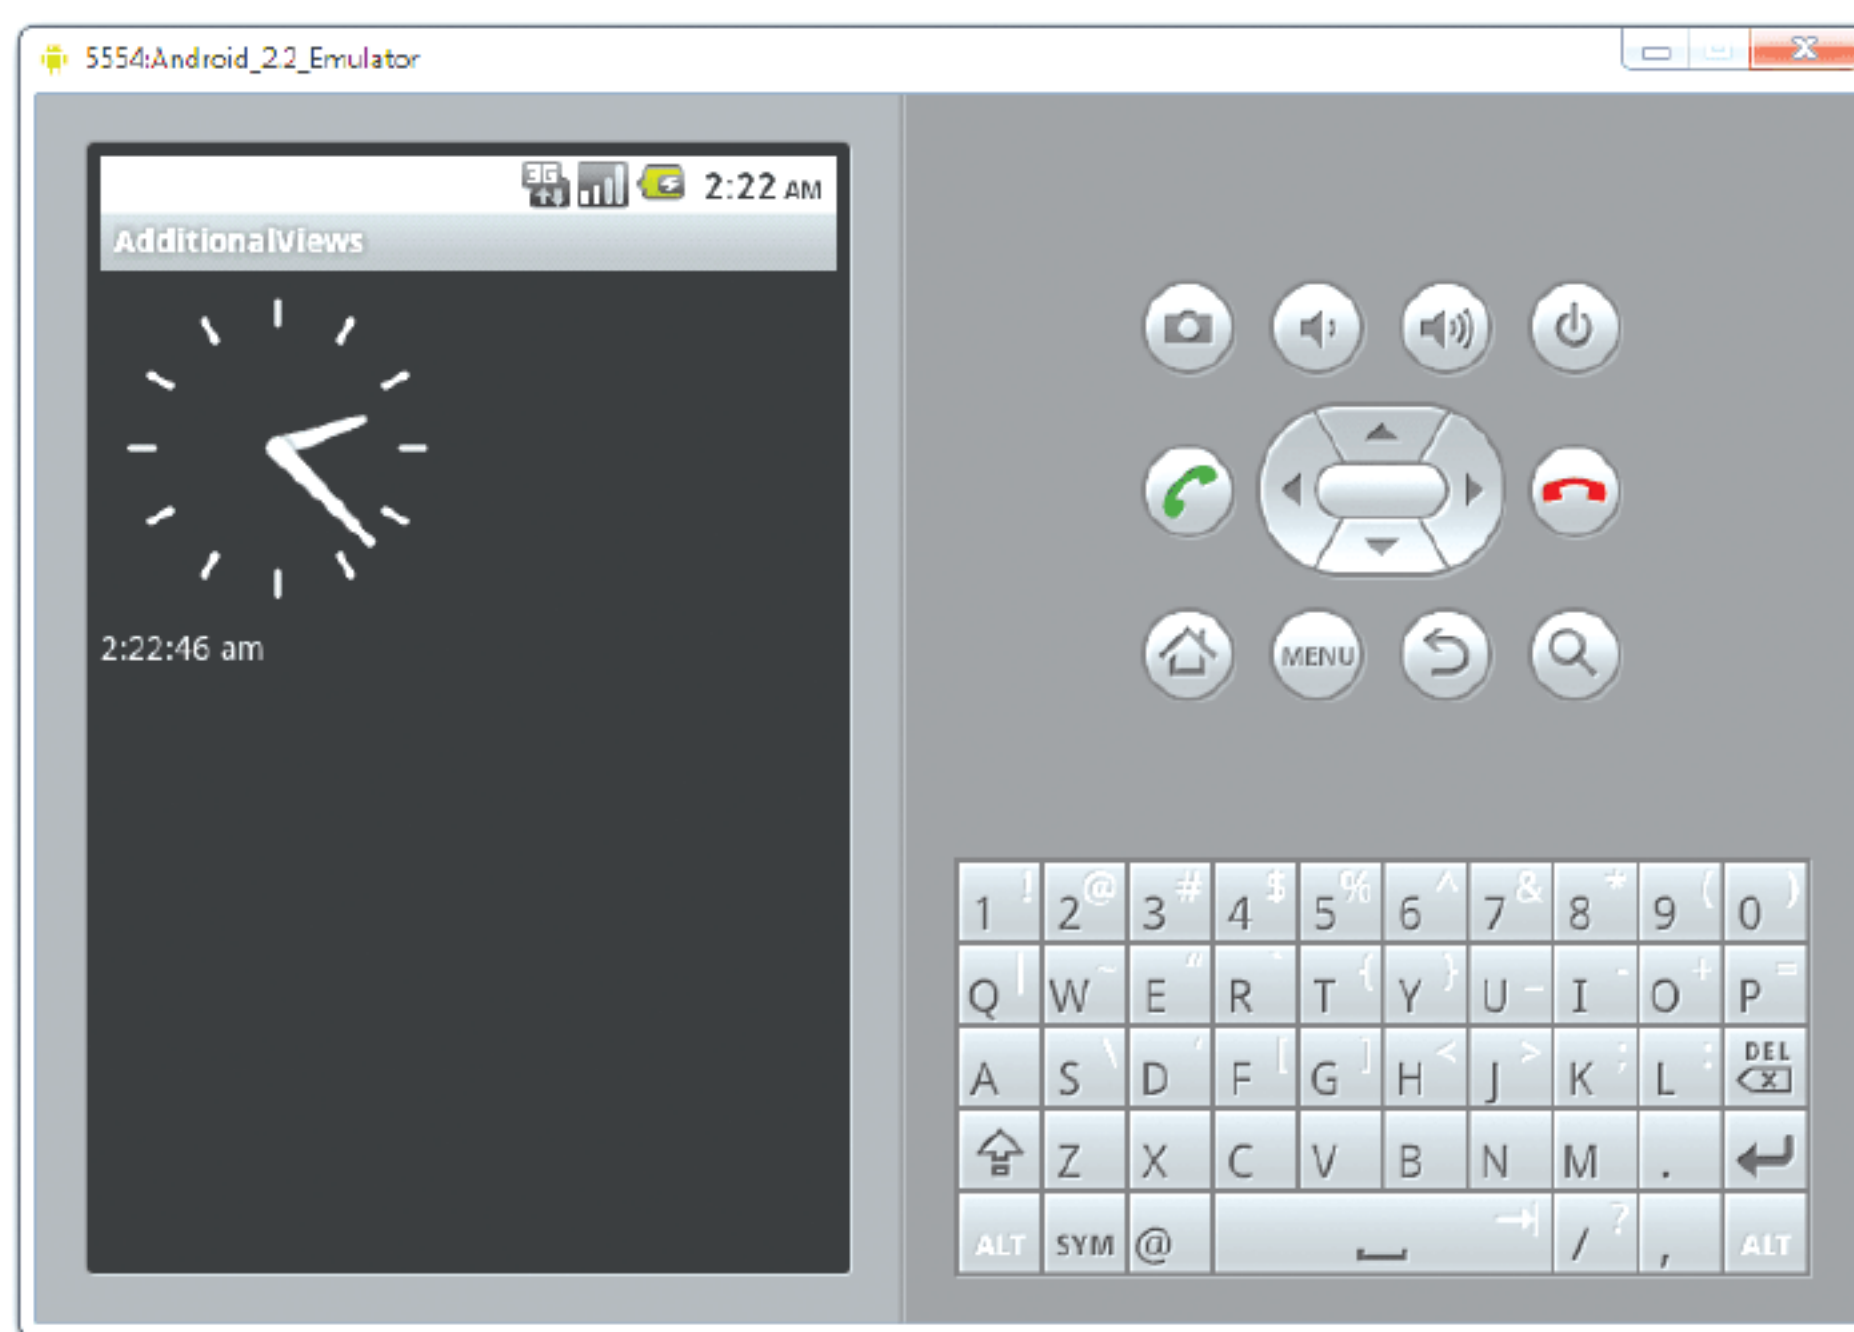 5554:Android_2.2_Emulator
3G 2:22 AM
AdditionalViews
2:22:46 am
MENU
1 ! 2 @ 3 # 4 $ 5 % 6 ^ 7 & 8 * 9 ( 0 )
Q | W ~ E “ R ` T { Y } U _ I - O + P =
A S \ D ‘ F [ G ] H < J > K ; L : DEL
Z X C V B N M .
ALT SYM @ / ? , ALT